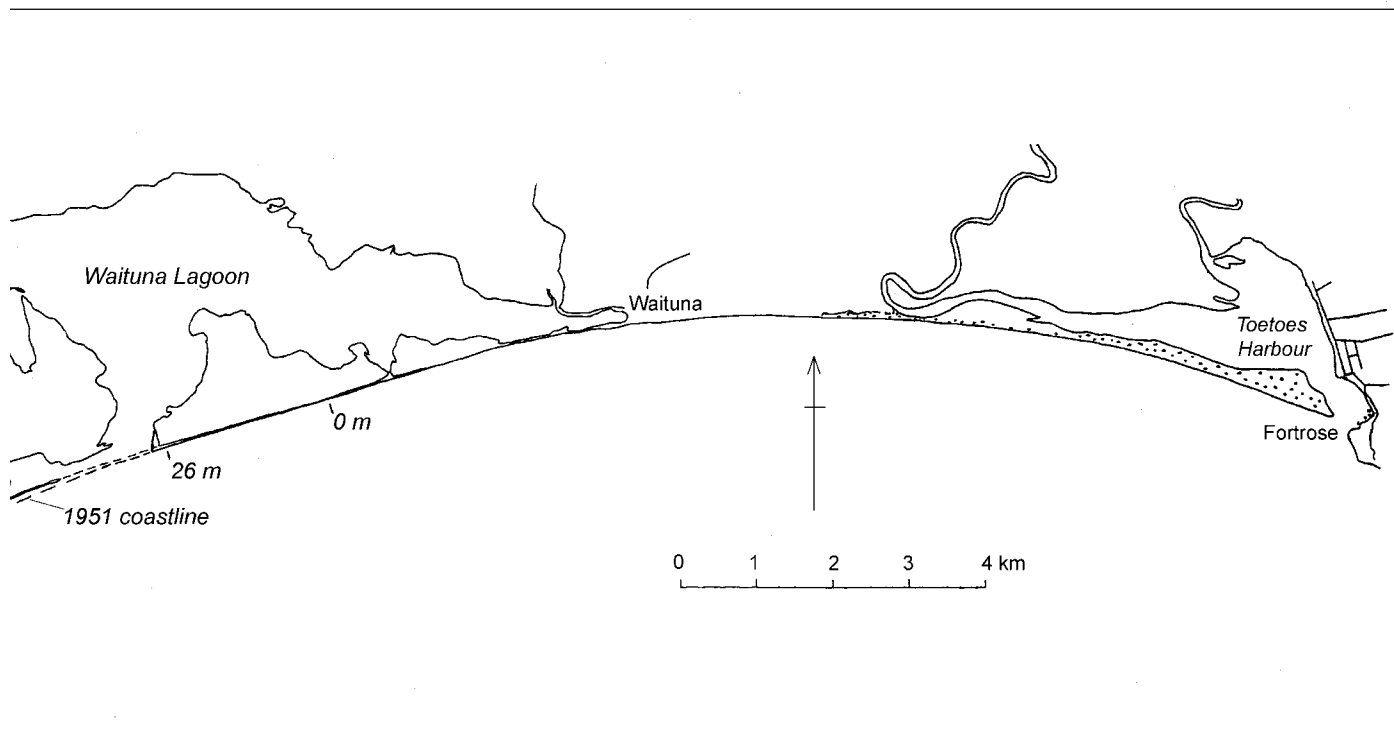 Waituna Lagoon
Waituna
Toetoes
Harbour
0 m
Fortrose
26 m
1951 coastline
0 1 2 3 4 km